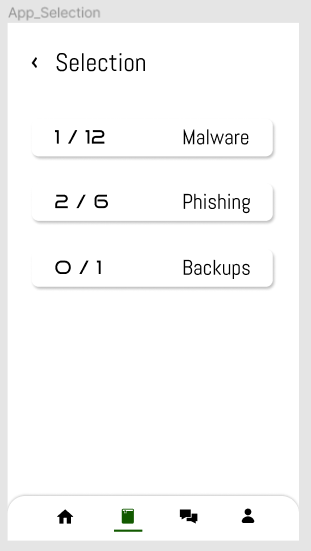 App_Selection
Selection
1 / 12 Malware
2 / 6 Phishing
0 / 1 Backups